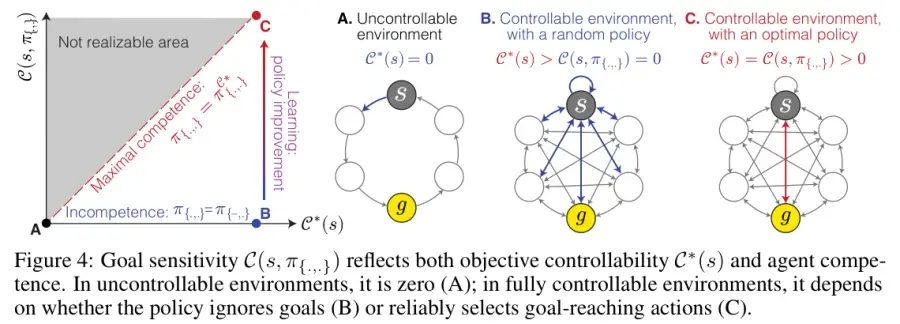 𝒞(s, π{.,.})
Not realizable area
C
Maximal competence:
π{.,.} = π{.,.}^𝒞*
Learning:
policy improvement
Incompetence: π{.,.}=π{–,.}
A
B
𝒞*(s)
A. Uncontrollable
environment
𝒞*(s) = 0
s
g
B. Controllable environment,
with a random policy
𝒞*(s) > 𝒞(s, π{.,.}) = 0
s
g
C. Controllable environment,
with an optimal policy
𝒞*(s) = 𝒞(s, π{.,.}) > 0
s
g
Figure 4: Goal sensitivity 𝒞(s, π{.,.}) reflects both objective controllability 𝒞*(s) and agent compe-
tence. In uncontrollable environments, it is zero (A); in fully controllable environments, it depends
on whether the policy ignores goals (B) or reliably selects goal-reaching actions (C).